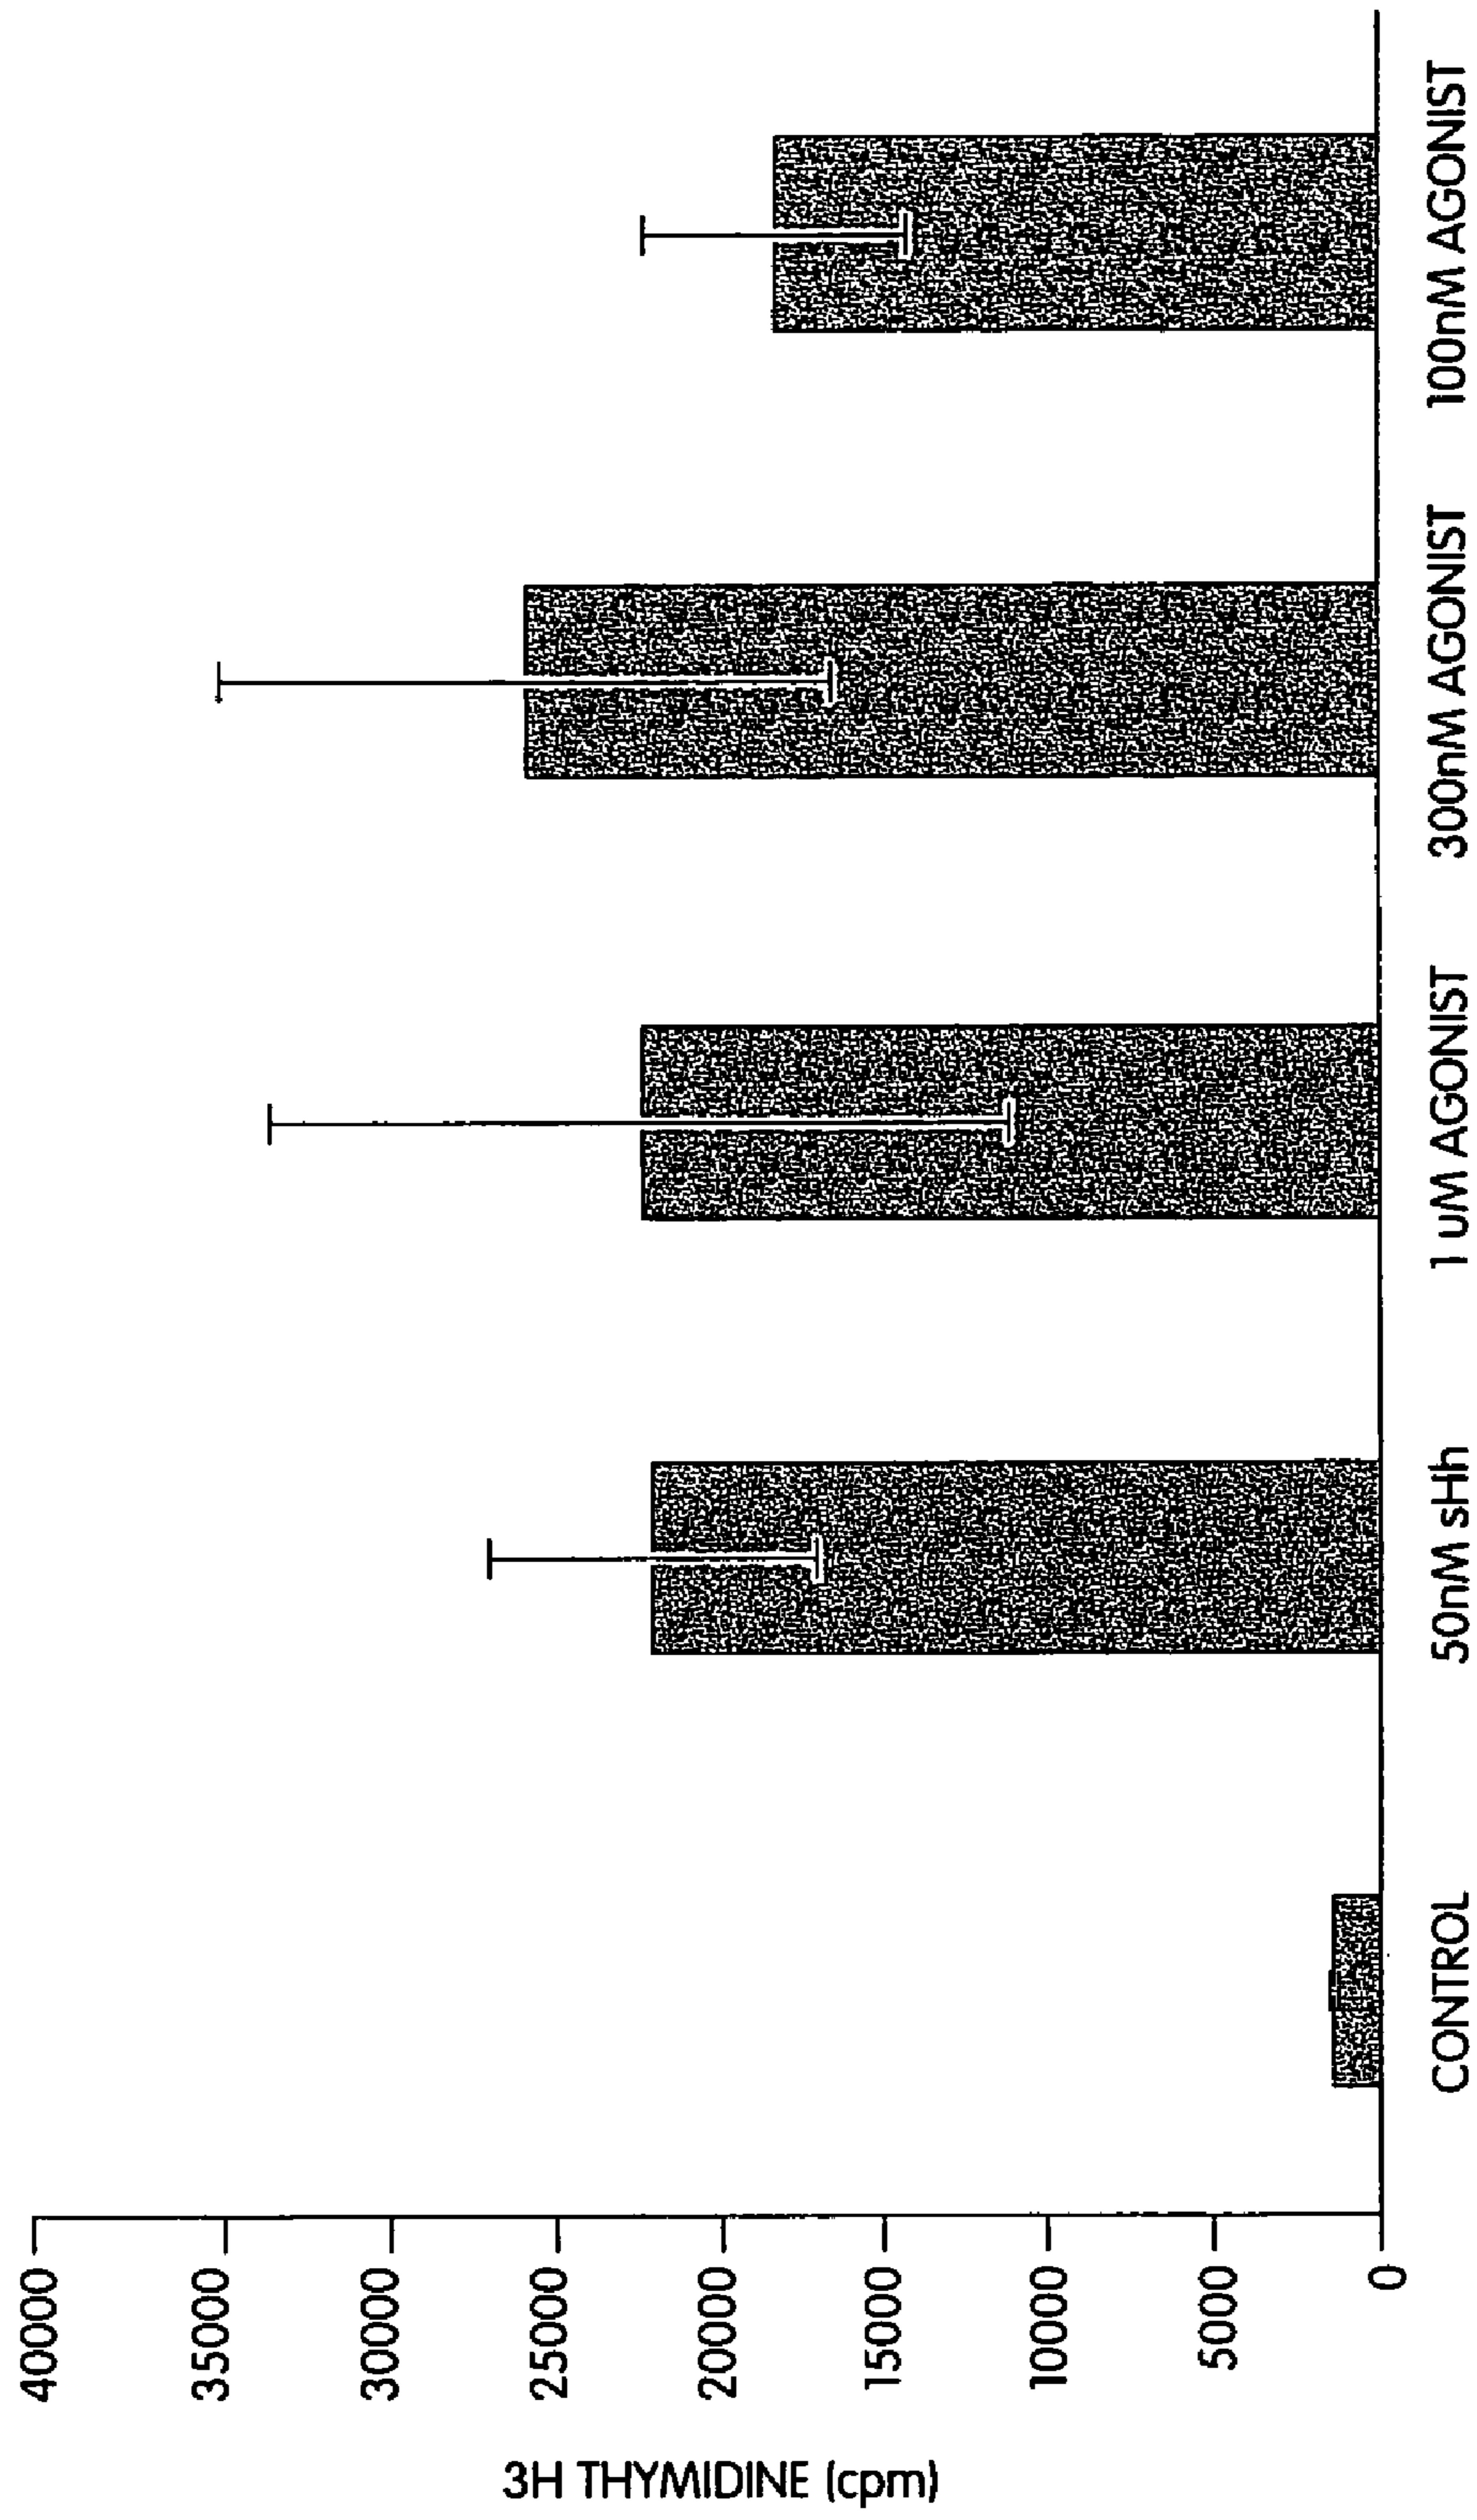 3H THYMIDINE (cpm)
40000
35000
30000
25000
20000
15000
10000
5000
0
CONTROL
50nM sHh
1 uM AGONIST
300nM AGONIST
100nM AGONIST